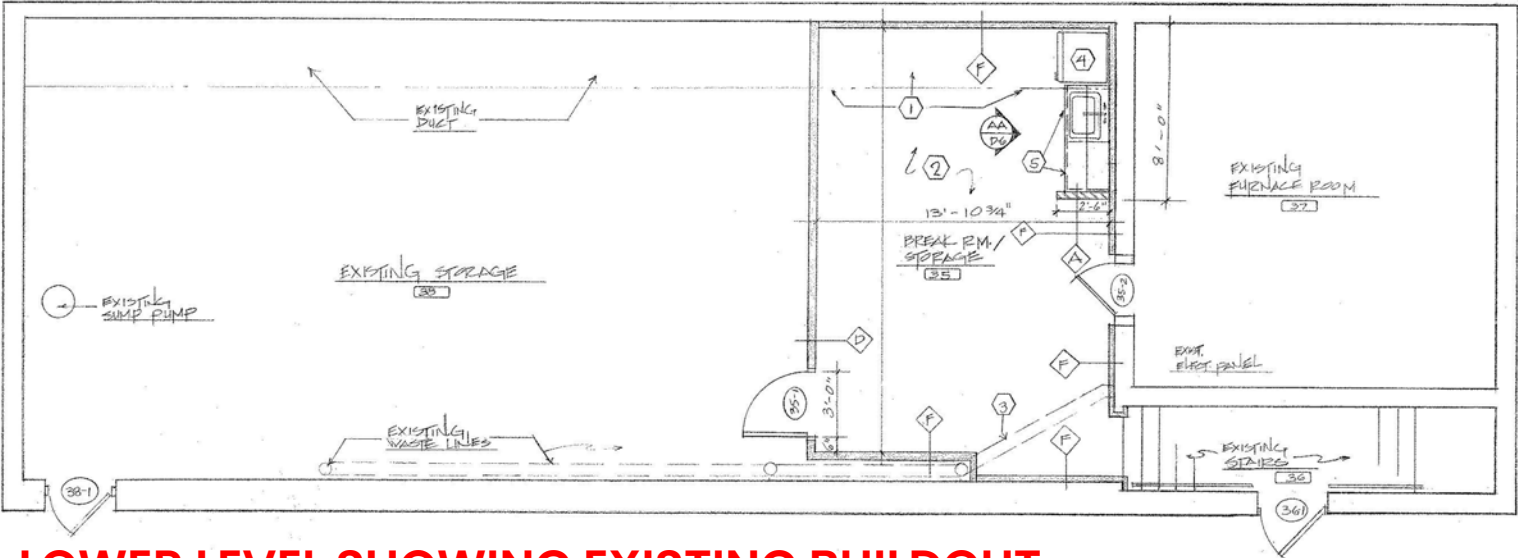 EXISTING
DUCT
EXISTING STORAGE
38
EXISTING
SUMP PUMP
EXISTING
WASTE LINES
38-1
F
1
4
AA
D6
2
5
13'-10 3/4"
2'-6"
BREAK RM./
STORAGE
35
F
A
35-2
D
35-1
3'-0"
6"
F
3
F
F
8'-0"
EXISTING
FURNACE ROOM
37
EXIST.
ELECT. PANEL
EXISTING
STAIRS
36
361
LOWER LEVEL SHOWING EXISTING BUILDOUT